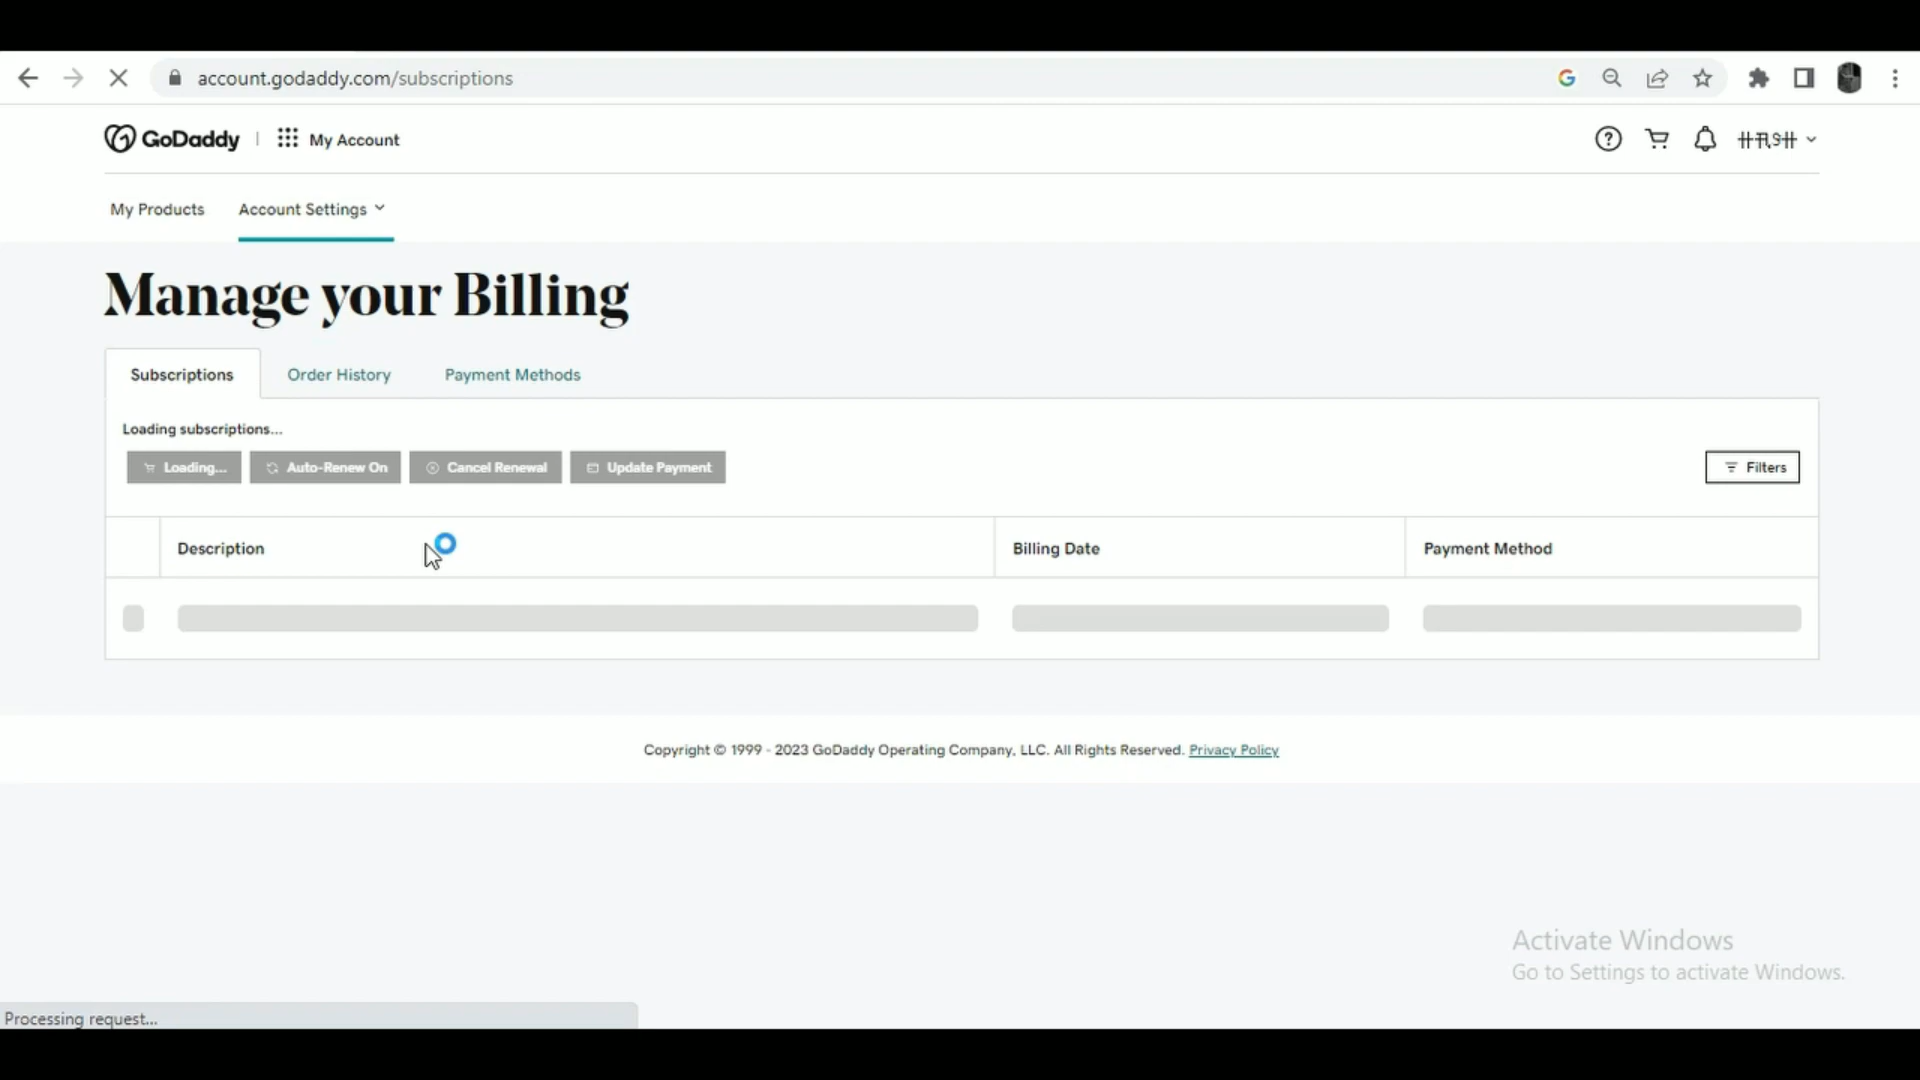 account.godaddy.com/subscriptions
GoDaddy
My Account
My Products
Account Settings
Manage your Billing
Subscriptions
Order History
Payment Methods
Loading subscriptions...
Loading...
Auto-Renew On
Cancel Renewal
Update Payment
Filters
Description
Billing Date
Payment Method
Copyright © 1999 - 2023 GoDaddy Operating Company, LLC. All Rights Reserved. Privacy Policy
Activate Windows
Go to Settings to activate Windows.
Processing request...